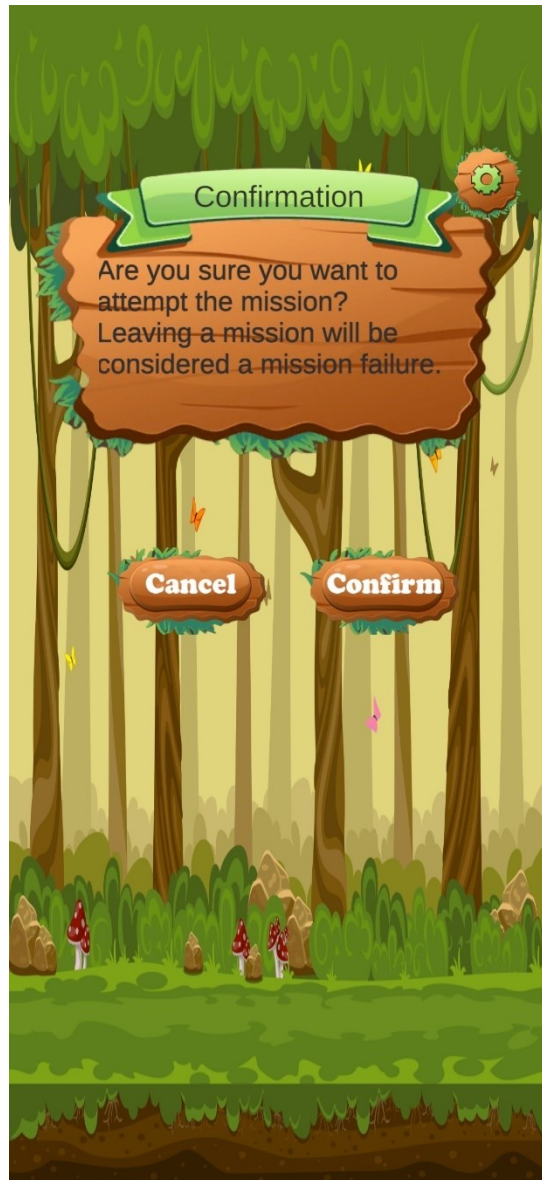 Confirmation
Are you sure you want to
attempt the mission?
Leaving a mission will be
considered a mission failure.
Cancel
Confirm